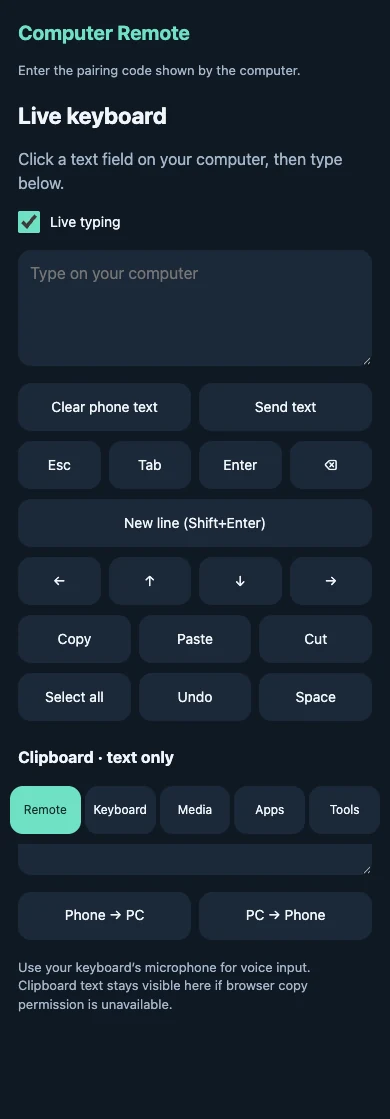 Computer Remote
Enter the pairing code shown by the computer.
Live keyboard
Click a text field on your computer, then type
below.
Live typing
Type on your computer
Clear phone text Send text
Esc Tab Enter ⌫
New line (Shift+Enter)
← ↑ ↓ →
Copy Paste Cut
Select all Undo Space
Clipboard · text only
Remote Keyboard Media Apps Tools
Phone → PC PC → Phone
Use your keyboard’s microphone for voice input.
Clipboard text stays visible here if browser copy
permission is unavailable.